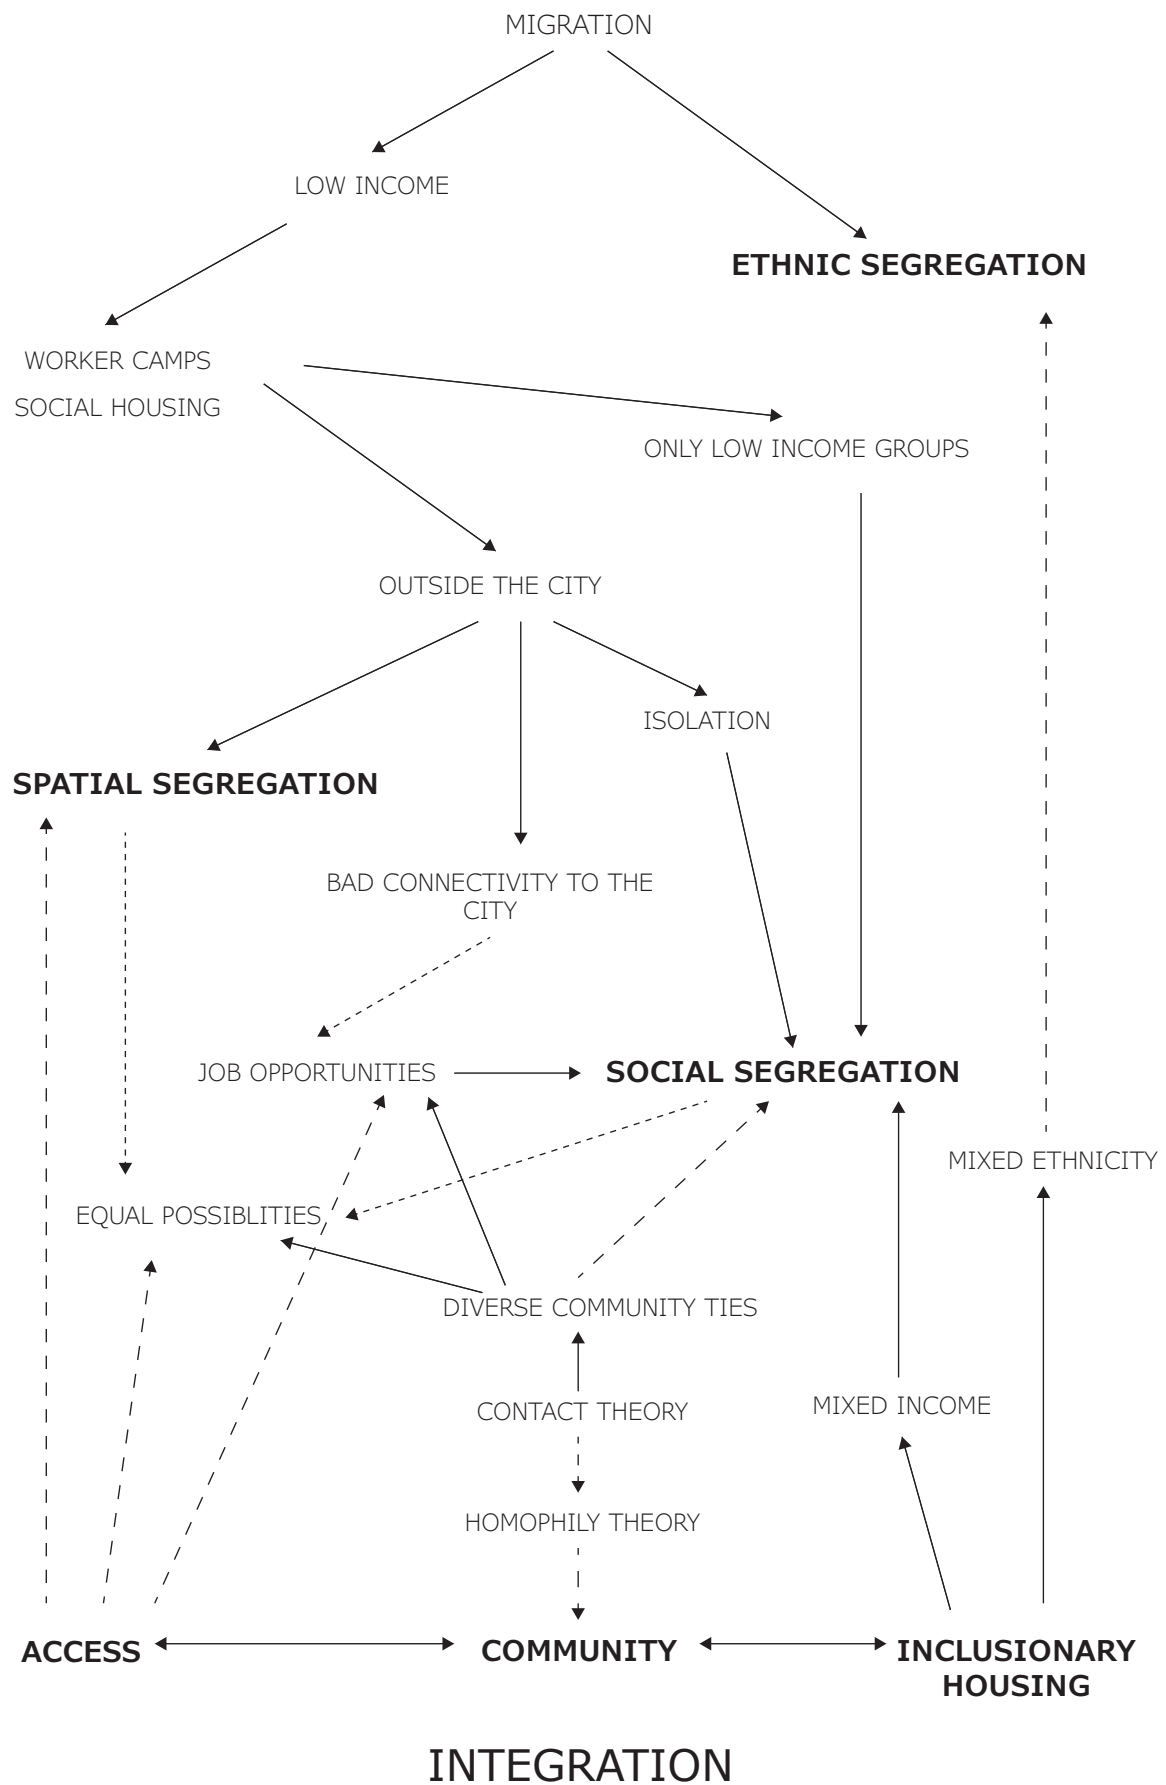 MIGRATION
LOW INCOME
ETHNIC SEGREGATION
WORKER CAMPS
SOCIAL HOUSING
ONLY LOW INCOME GROUPS
OUTSIDE THE CITY
ISOLATION
SPATIAL SEGREGATION
BAD CONNECTIVITY TO THE
CITY
JOB OPPORTUNITIES
SOCIAL SEGREGATION
MIXED ETHNICITY
EQUAL POSSIBLITIES
DIVERSE COMMUNITY TIES
CONTACT THEORY
MIXED INCOME
HOMOPHILY THEORY
ACCESS
COMMUNITY
INCLUSIONARY
HOUSING
INTEGRATION